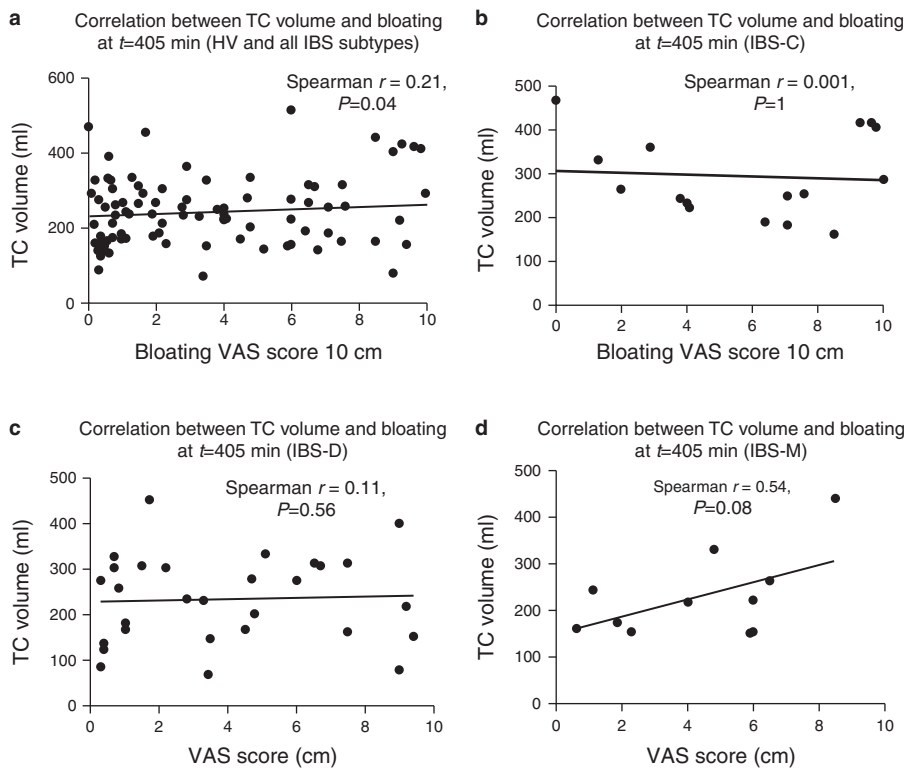 a
Correlation between TC volume and bloating
at t=405 min (HV and all IBS subtypes)
Spearman r = 0.21,
P=0.04
TC volume (ml)
600
400
200
0
0 2 4 6 8 10
Bloating VAS score 10 cm
b
Correlation between TC volume and bloating
at t=405 min (IBS-C)
Spearman r = 0.001,
P=1
TC volume (ml)
500
400
300
200
100
0
0 2 4 6 8 10
Bloating VAS score 10 cm
c
Correlation between TC volume and bloating
at t=405 min (IBS-D)
Spearman r = 0.11,
P=0.56
TC volume (ml)
500
400
300
200
100
0
0 2 4 6 8 10
VAS score (cm)
d
Correlation between TC volume and bloating
at t=405 min (IBS-M)
Spearman r = 0.54,
P=0.08
TC volume (ml)
500
400
300
200
100
0
0 2 4 6 8 10
VAS score (cm)